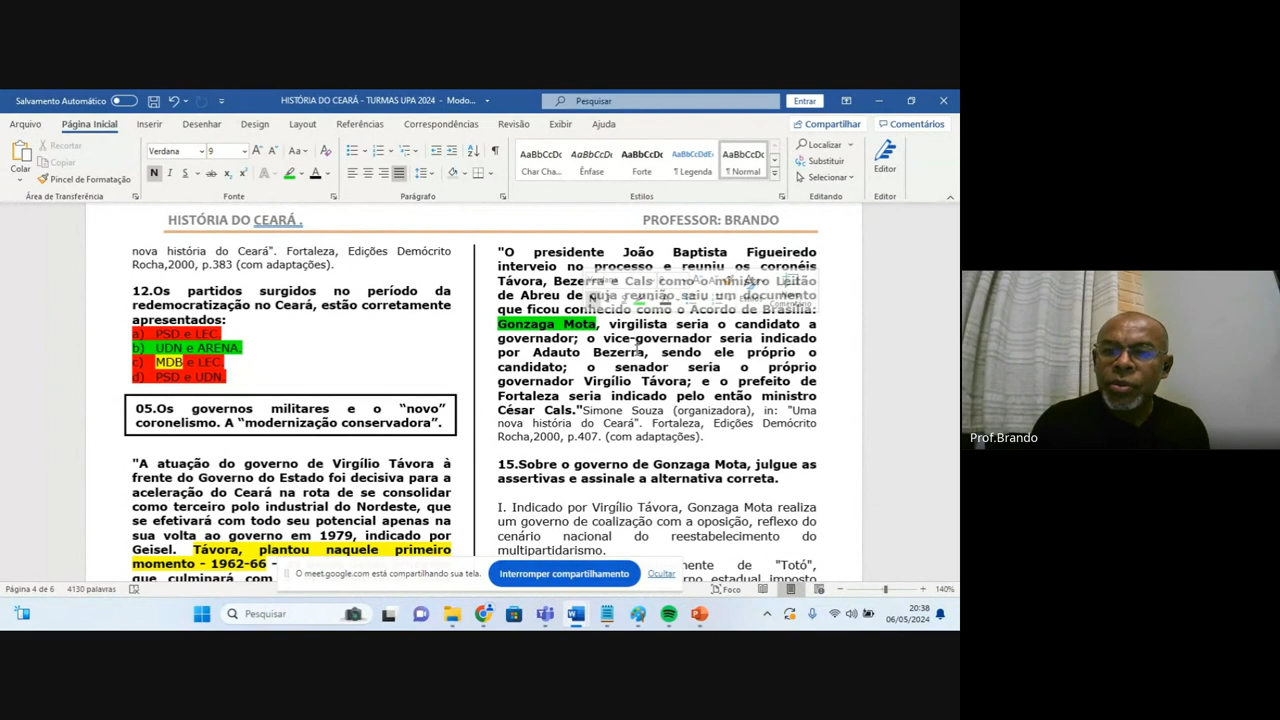 Salvamento Automático
HISTÓRIA DO CEARÁ - TURMAS UPA 2024 - Modo...
Pesquisar
Entrar
Arquivo
Página Inicial
Inserir
Desenhar
Design
Layout
Referências
Correspondências
Revisão
Exibir
Ajuda
Compartilhar
Comentários
Colar
Recortar
Copiar
Pincel de Formatação
Área de Transferência
Verdana
9
Fonte
Parágrafo
AaBbCcDc
Char Cha...
AaBbCcDc
Ênfase
AaBbCcDc
Forte
AaBbCcDdEe
¶ Legenda
AaBbCcDc
¶ Normal
Estilos
Localizar
Substituir
Selecionar
Editando
Editor
Editor
HISTÓRIA DO CEARÁ .
PROFESSOR: BRANDO
nova história do Ceará". Fortaleza, Edições Demócrito
Rocha,2000, p.383 (com adaptações).
12.Os partidos surgidos no período da
redemocratização no Ceará, estão corretamente
apresentados:
a) PSD e LEC
b) UDN e ARENA.
c) MDB e LEC.
d) PSD e UDN.
05.Os governos militares e o “novo”
coronelismo. A “modernização conservadora”.
"A atuação do governo de Virgílio Távora à
frente do Governo do Estado foi decisiva para a
aceleração do Ceará na rota de se consolidar
como terceiro polo industrial do Nordeste, que
se efetivará com todo seu potencial apenas na
sua volta ao governo em 1979, indicado por
Geisel. Távora, plantou naquele primeiro
momento - 1962-66 -
que culminará com
"O presidente João Baptista Figueiredo
interveio no processo e reuniu os coronéis
Távora, Bezerra e Cals como o ministro Leitão
de Abreu de cuja reunião saiu um documento
que ficou conhecido como o Acordo de Brasília:
Gonzaga Mota, virgilista seria o candidato a
governador; o vice-governador seria indicado
por Adauto Bezerra, sendo ele próprio o
candidato; o senador seria o próprio
governador Virgílio Távora; e o prefeito de
Fortaleza seria indicado pelo então ministro
César Cals."Simone Souza (organizadora), in: "Uma
nova história do Ceará". Fortaleza, Edições Demócrito
Rocha,2000, p.407. (com adaptações).
15.Sobre o governo de Gonzaga Mota, julgue as
assertivas e assinale a alternativa correta.
I. Indicado por Virgílio Távora, Gonzaga Mota realiza
um governo de coalização com a oposição, reflexo do
cenário nacional do reestabelecimento do
multipartidarismo.
mente de "Totó",
rno estadual imposto
O meet.google.com está compartilhando sua tela.
Interromper compartilhamento
Ocultar
Página 4 de 6
4130 palavras
Foco
140%
Pesquisar
20:38
06/05/2024
Prof.Brando